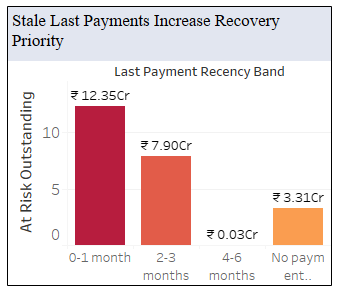 Stale Last Payments Increase Recovery
Priority
Last Payment Recency Band
At Risk Outstanding
10
5
0
₹ 12.35Cr
₹ 7.90Cr
₹ 0.03Cr
₹ 3.31Cr
0-1 month
2-3
months
4-6
months
No paym
ent..